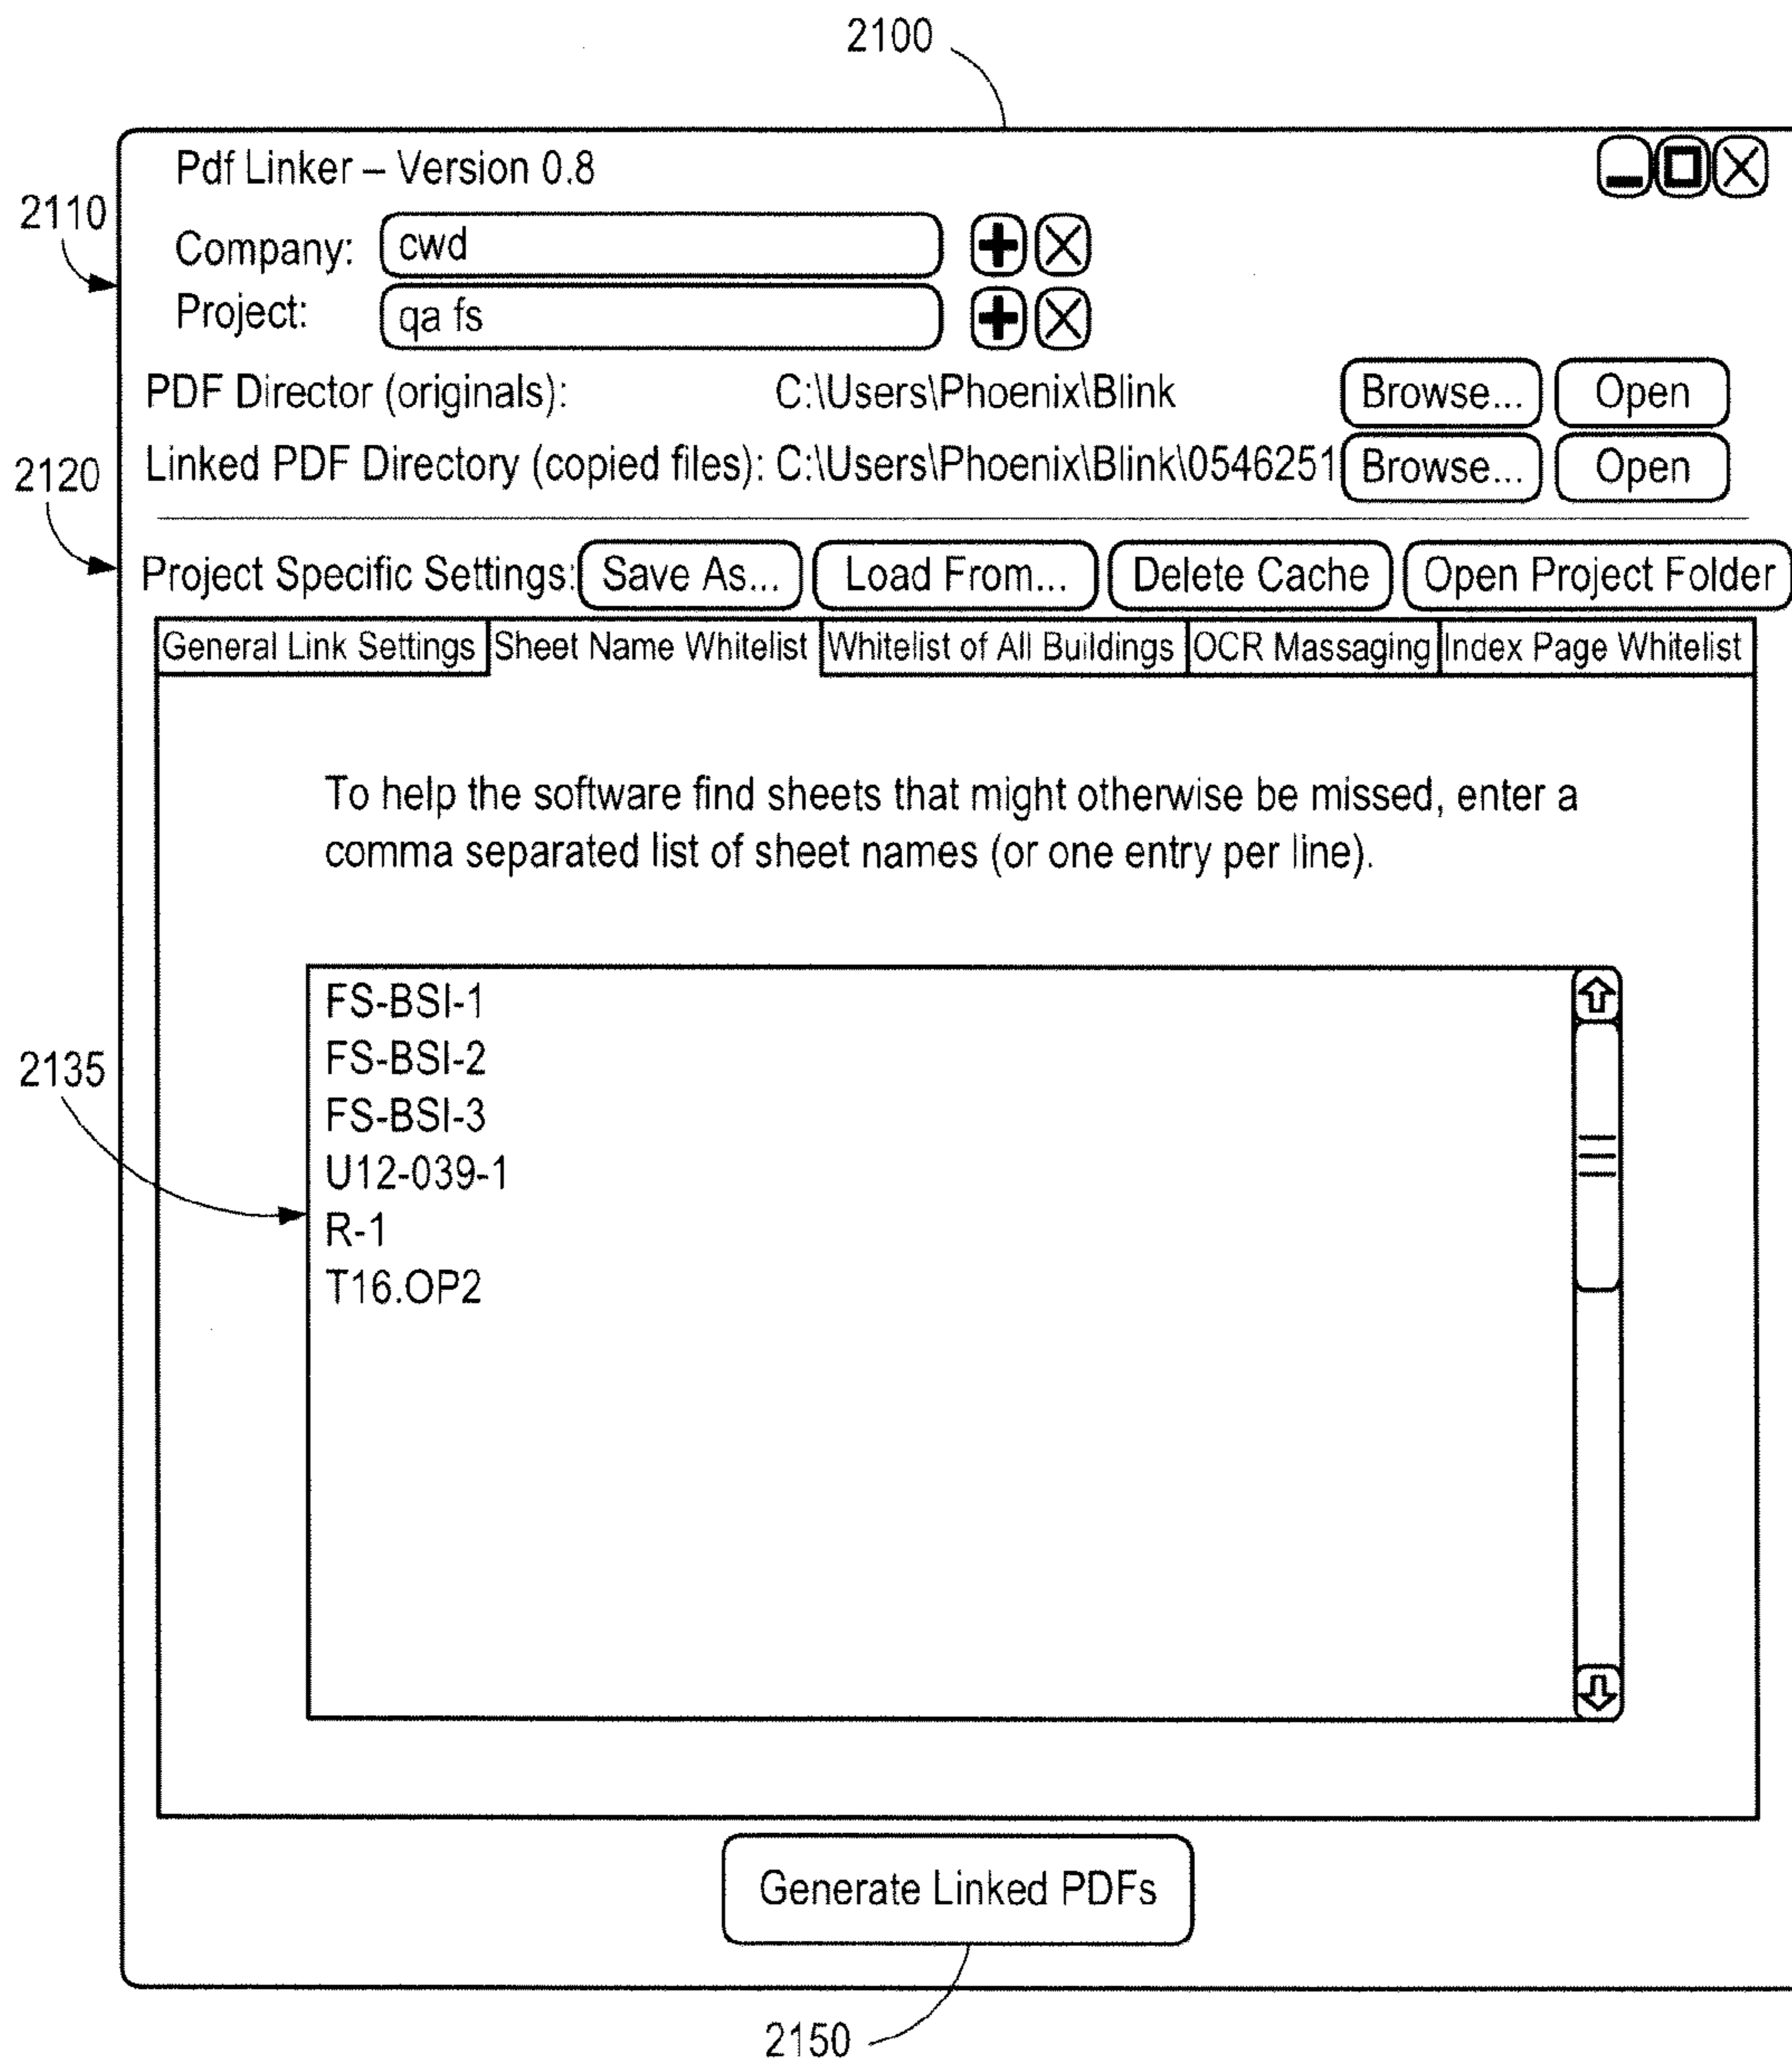 2100
Pdf Linker – Version 0.8
2110
Company: cwd
Project: qa fs
PDF Director (originals): C:\Users\Phoenix\Blink Browse... Open
2120
Linked PDF Directory (copied files): C:\Users\Phoenix\Blink\0546251 Browse... Open
Project Specific Settings: Save As... Load From... Delete Cache Open Project Folder
General Link Settings Sheet Name Whitelist Whitelist of All Buildings OCR Massaging Index Page Whitelist
To help the software find sheets that might otherwise be missed, enter a
comma separated list of sheet names (or one entry per line).
FS-BSI-1
FS-BSI-2
2135
FS-BSI-3
U12-039-1
R-1
T16.OP2
Generate Linked PDFs
2150